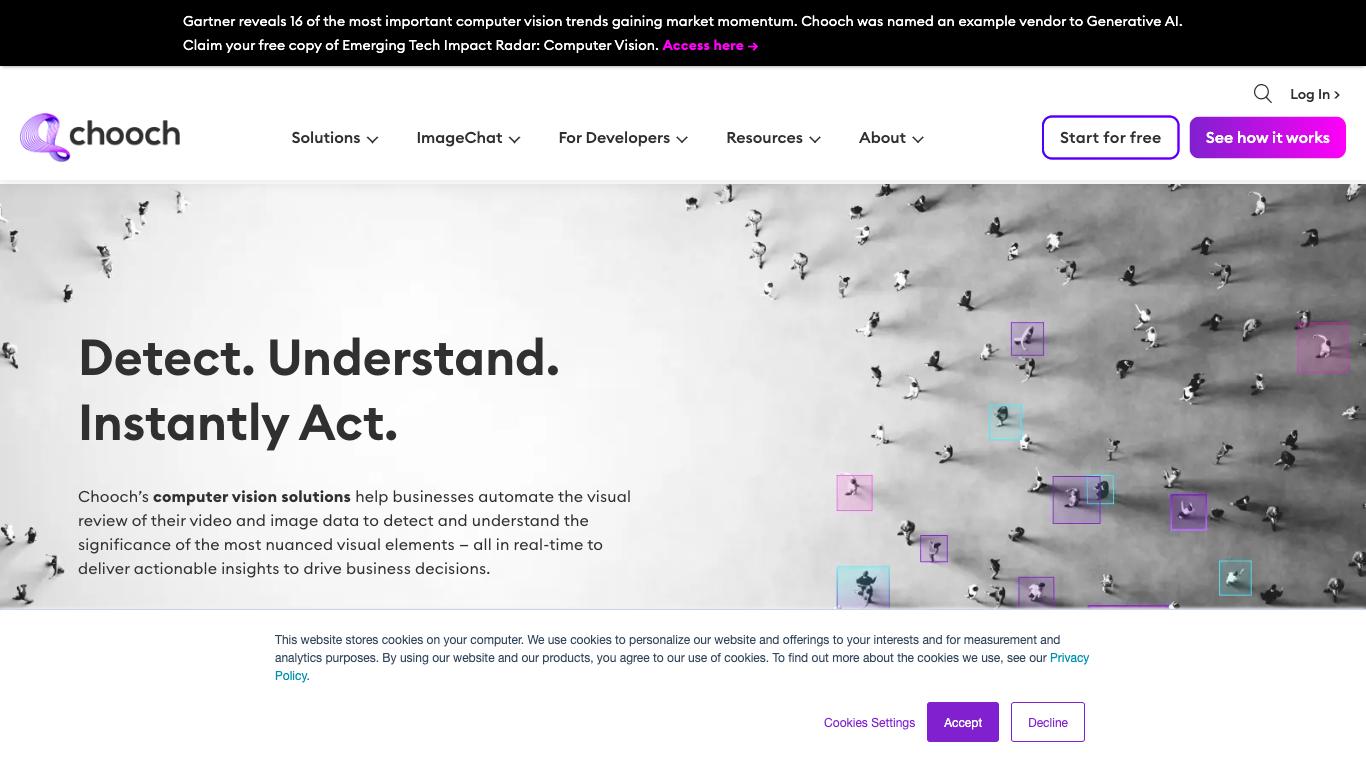 Gartner reveals 16 of the most important computer vision trends gaining market momentum. Chooch was named an example vendor to Generative AI.
Claim your free copy of Emerging Tech Impact Radar: Computer Vision. Access here →
Log In ›
chooch
Solutions
ImageChat
For Developers
Resources
About
Start for free
See how it works
Detect. Understand.
Instantly Act.
Chooch’s computer vision solutions help businesses automate the visual
review of their video and image data to detect and understand the
significance of the most nuanced visual elements – all in real-time to
deliver actionable insights to drive business decisions.
This website stores cookies on your computer. We use cookies to personalize our website and offerings to your interests and for measurement and
analytics purposes. By using our website and our products, you agree to our use of cookies. To find out more about the cookies we use, see our Privacy
Policy.
Cookies Settings
Accept
Decline